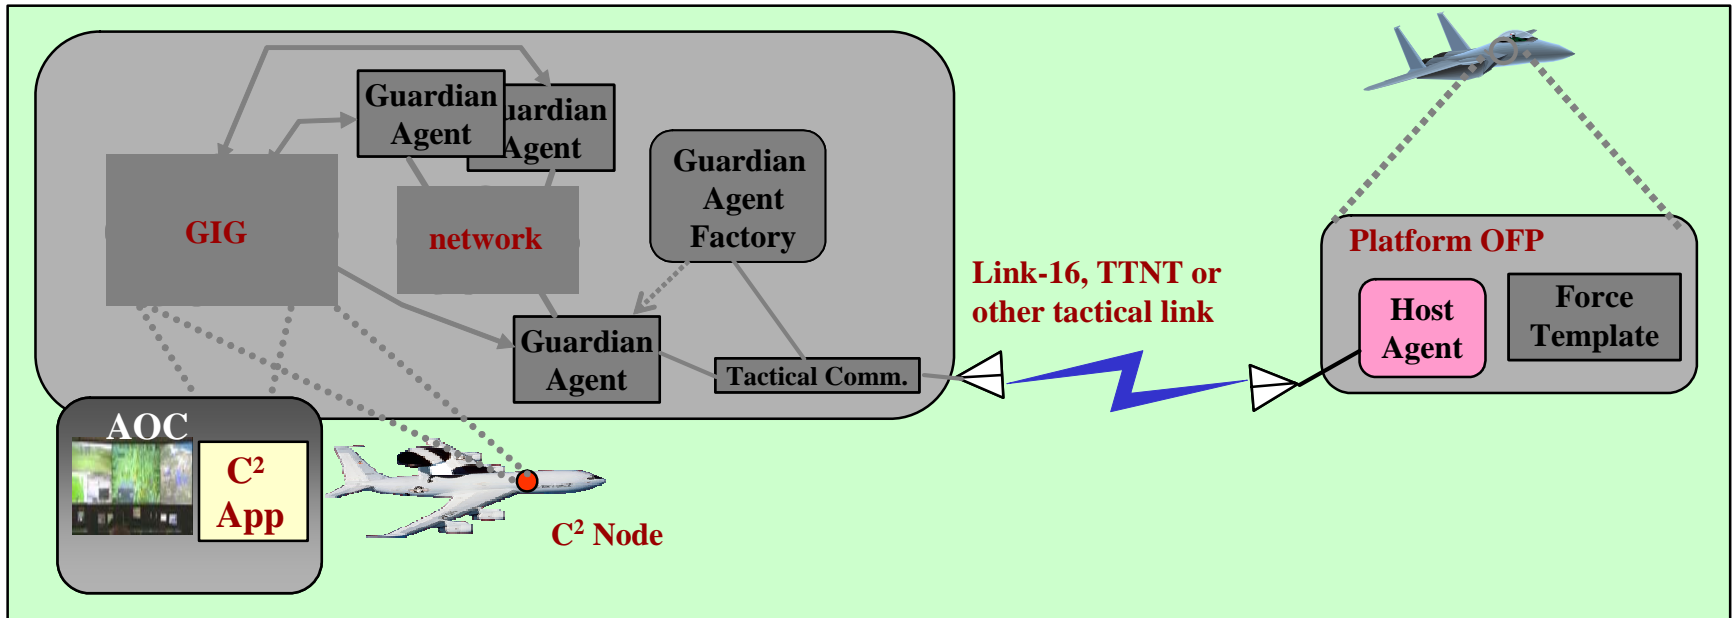 Guardian
Agent
uardian
Agent
Guardian
Agent
Factory
GIG
network
Guardian
Agent
Tactical Comm.
Link-16, TTNT or
other tactical link
Platform OFP
Host
Agent
Force
Template
AOC
C² 
App
C² Node